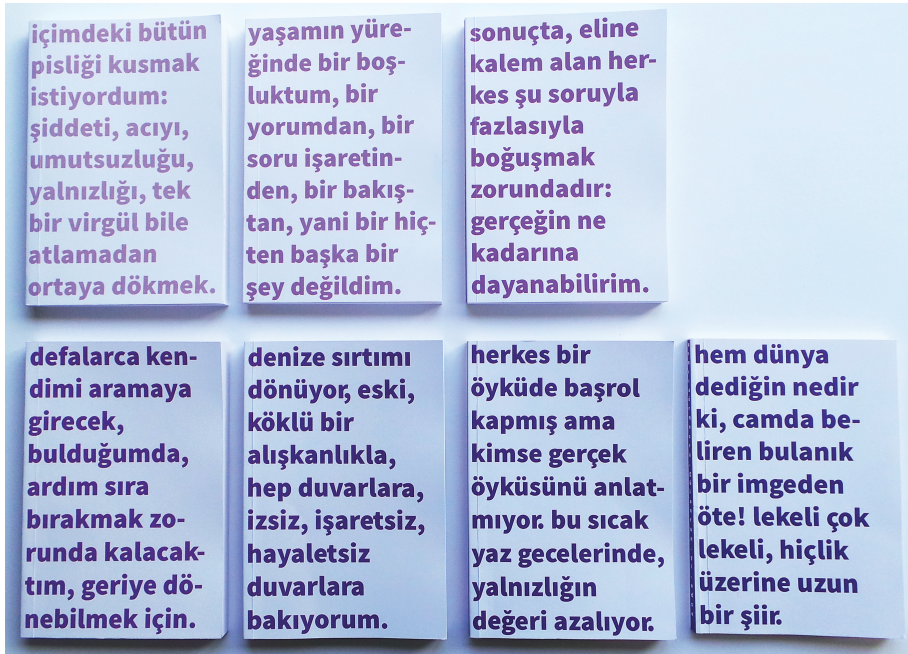 içimdeki bütün
pisliği kusmak
istiyordum:
şiddeti, acıyı,
umutsuzluğu,
yalnızlığı, tek
bir virgül bile
atlamadan
ortaya dökmek.
yaşamın yüre-
ğinde bir boş-
luktum, bir
yorumdan, bir
soru işaretin-
den, bir bakış-
tan, yani bir hiç-
ten başka bir
şey değildim.
sonuçta, eline
kalem alan her-
kes şu soruyla
fazlasıyla
boğuşmak
zorundadır:
gerçeğin ne
kadarına
dayanabilirim.
defalarca ken-
dimi aramaya
girecek,
bulduğumda,
ardım sıra
bırakmak zo-
runda kalacak-
tım, geriye dö-
nebilmek için.
denize sırtımı
dönüyor, eski,
köklü bir
alışkanlıkla,
hep duvarlara,
izsiz, işaretsiz,
hayaletsiz
duvarlara
bakıyorum.
herkes bir
öyküde başrol
kapmış ama
kimse gerçek
öyküsünü anlat-
mıyor. bu sıcak
yaz gecelerinde,
yalnızlığın
değeri azalıyor.
hem dünya
dediğin nedir
ki, camda be-
liren bulanık
bir imgeden
öte! lekeli çok
lekeli, hiçlik
üzerine uzun
bir şiir.